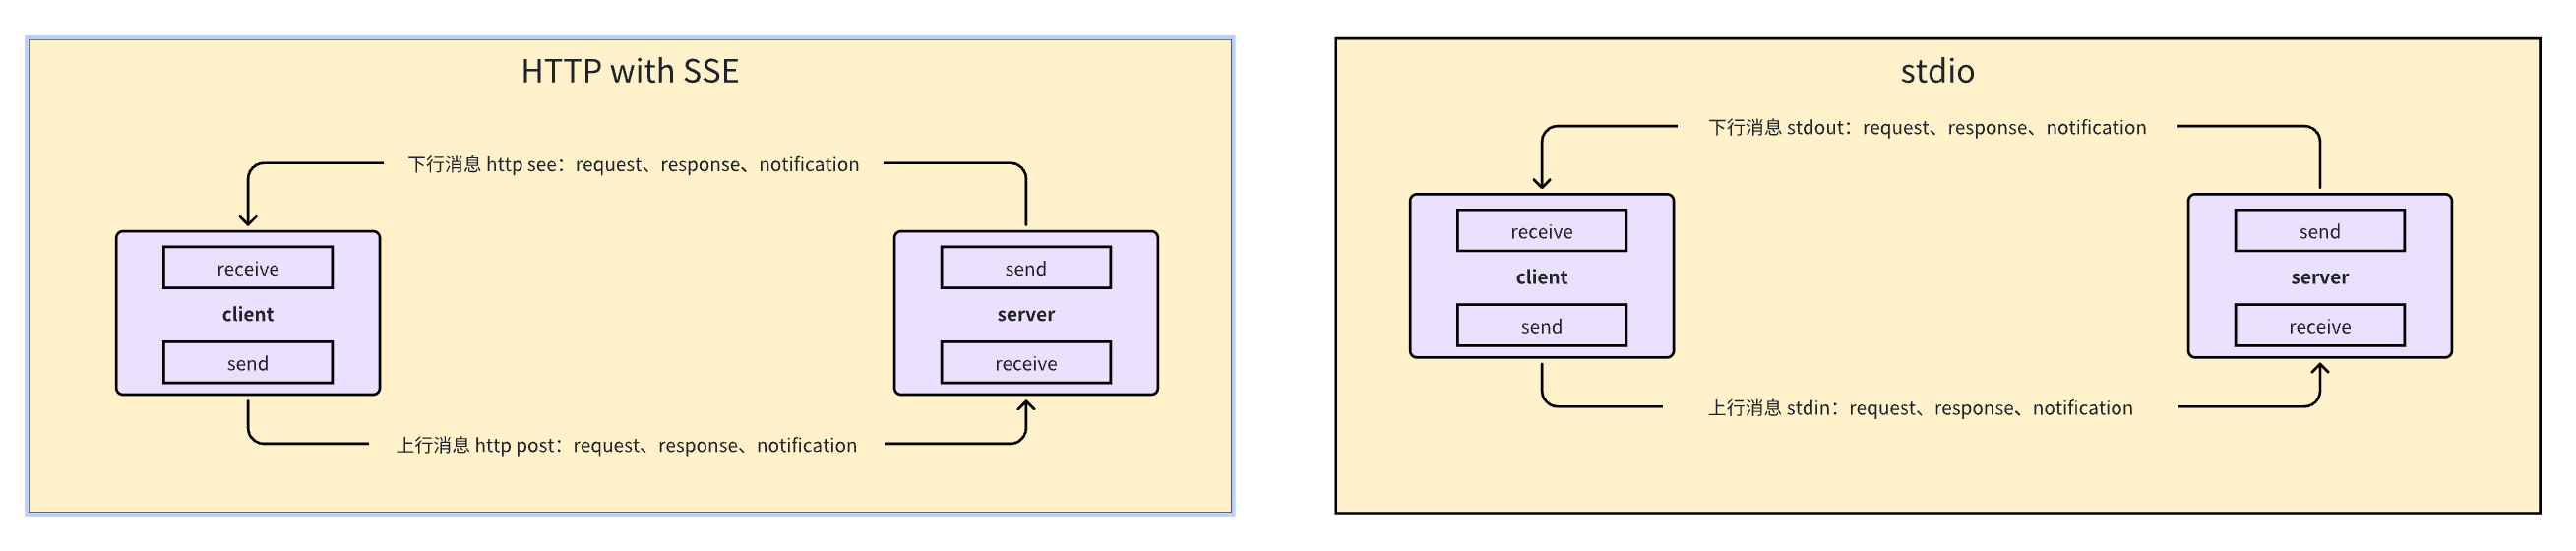 HTTP with SSE
下行消息 http see：request、response、notification
receive
client
send
send
server
receive
上行消息 http post：request、response、notification
stdio
下行消息 stdout：request、response、notification
receive
client
send
send
server
receive
上行消息 stdin：request、response、notification